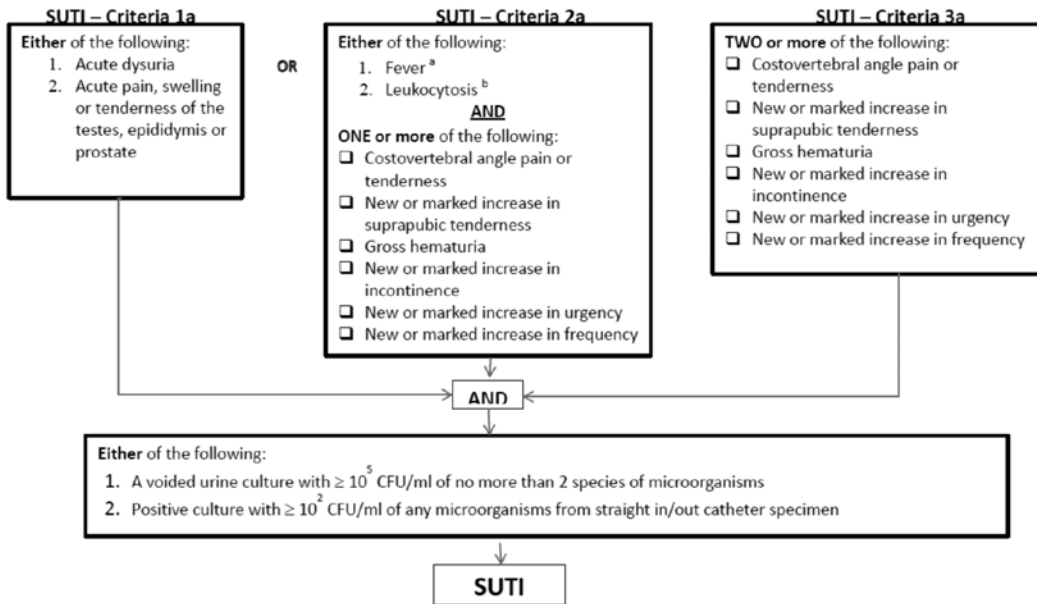 SUTI – Criteria 1a
Either of the following:
1. Acute dysuria
2. Acute pain, swelling
or tenderness of the
testes, epididymis or
prostate
OR
SUTI – Criteria 2a
Either of the following:
1. Fever a
2. Leukocytosis b
AND
ONE or more of the following:
❑ Costovertebral angle pain or
tenderness
❑ New or marked increase in
suprapubic tenderness
❑ Gross hematuria
❑ New or marked increase in
incontinence
❑ New or marked increase in urgency
❑ New or marked increase in frequency
SUTI – Criteria 3a
TWO or more of the following:
❑ Costovertebral angle pain or
tenderness
❑ New or marked increase in
suprapubic tenderness
❑ Gross hematuria
❑ New or marked increase in
incontinence
❑ New or marked increase in urgency
❑ New or marked increase in frequency
AND
Either of the following:
1. A voided urine culture with ≥ 10^5 CFU/ml of no more than 2 species of microorganisms
2. Positive culture with ≥ 10^2 CFU/ml of any microorganisms from straight in/out catheter specimen
SUTI